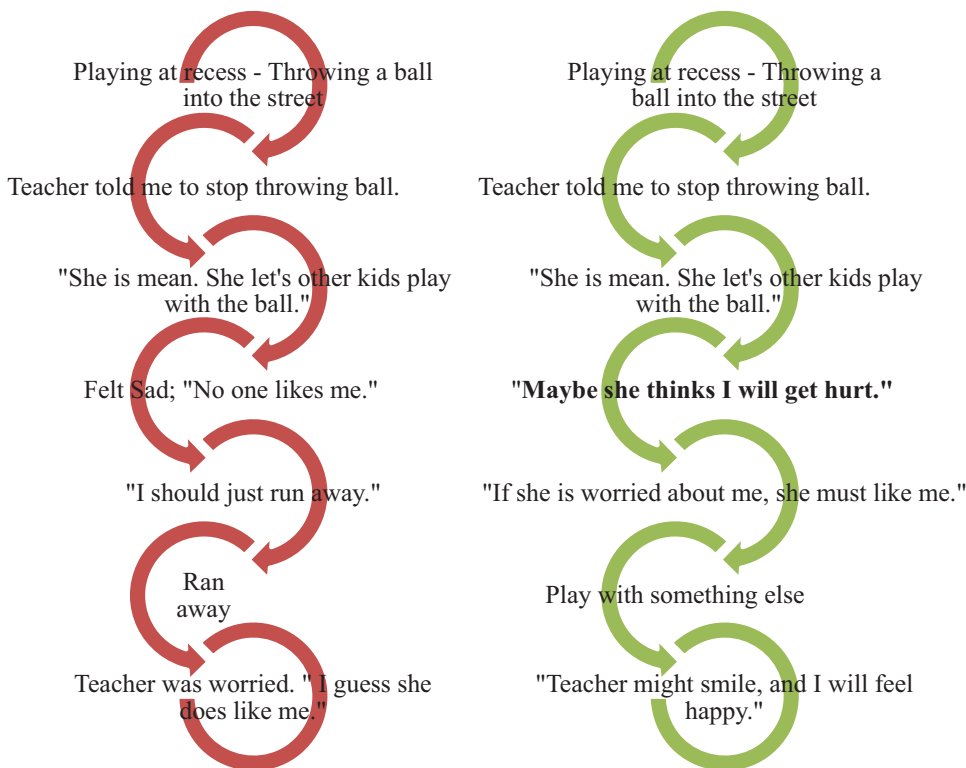 Playing at recess - Throwing a ball
into the street
Teacher told me to stop throwing ball.
"She is mean. She let's other kids play
with the ball."
Felt Sad; "No one likes me."
"I should just run away."
Ran
away
Teacher was worried. " I guess she
does like me."
Playing at recess - Throwing a
ball into the street
Teacher told me to stop throwing ball.
"She is mean. She let's other kids play
with the ball."
"Maybe she thinks I will get hurt."
"If she is worried about me, she must like me."
Play with something else
"Teacher might smile, and I will feel
happy."